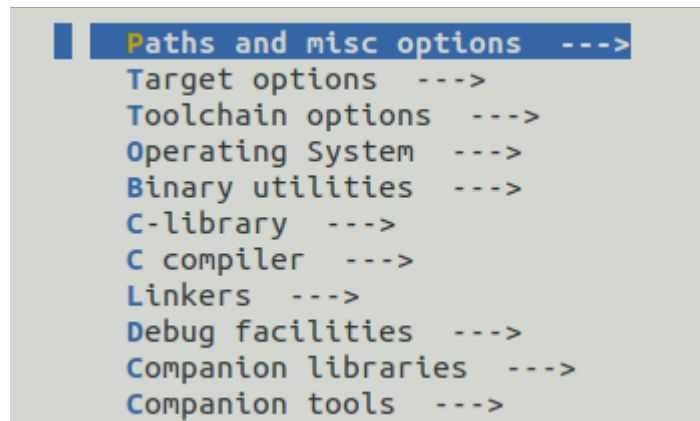 Paths and misc options  --->
Target options  --->
Toolchain options  --->
Operating System  --->
Binary utilities  --->
C-library  --->
C compiler  --->
Linkers  --->
Debug facilities  --->
Companion libraries  --->
Companion tools  --->